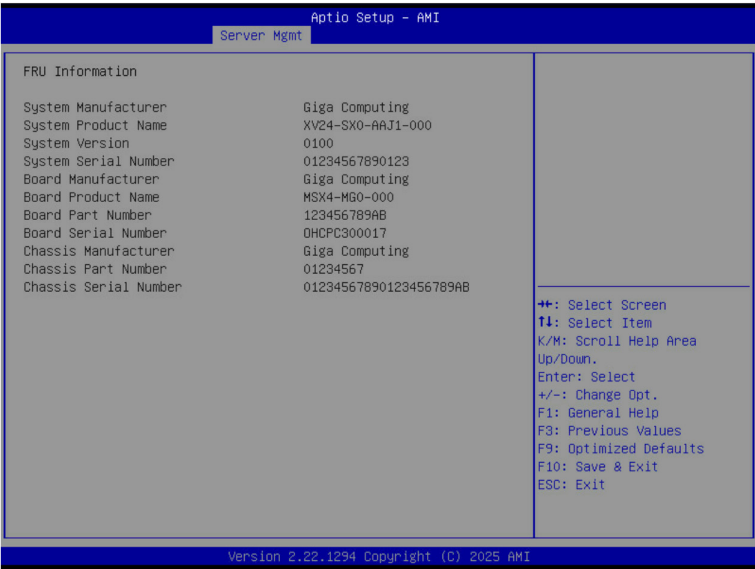 Aptio Setup – AMI
Server Mgmt
FRU Information
System Manufacturer Giga Computing
System Product Name XV24-SX0-AAJ1-000
System Version 0100
System Serial Number 01234567890123
Board Manufacturer Giga Computing
Board Product Name MSX4-MG0-000
Board Part Number 123456789AB
Board Serial Number OHCPC300017
Chassis Manufacturer Giga Computing
Chassis Part Number 01234567
Chassis Serial Number 01234567890123456789AB
→←: Select Screen
↑↓: Select Item
K/M: Scroll Help Area
Up/Down.
Enter: Select
+/-: Change Opt.
F1: General Help
F3: Previous Values
F9: Optimized Defaults
F10: Save & Exit
ESC: Exit
Version 2.22.1294 Copyright (C) 2025 AMI